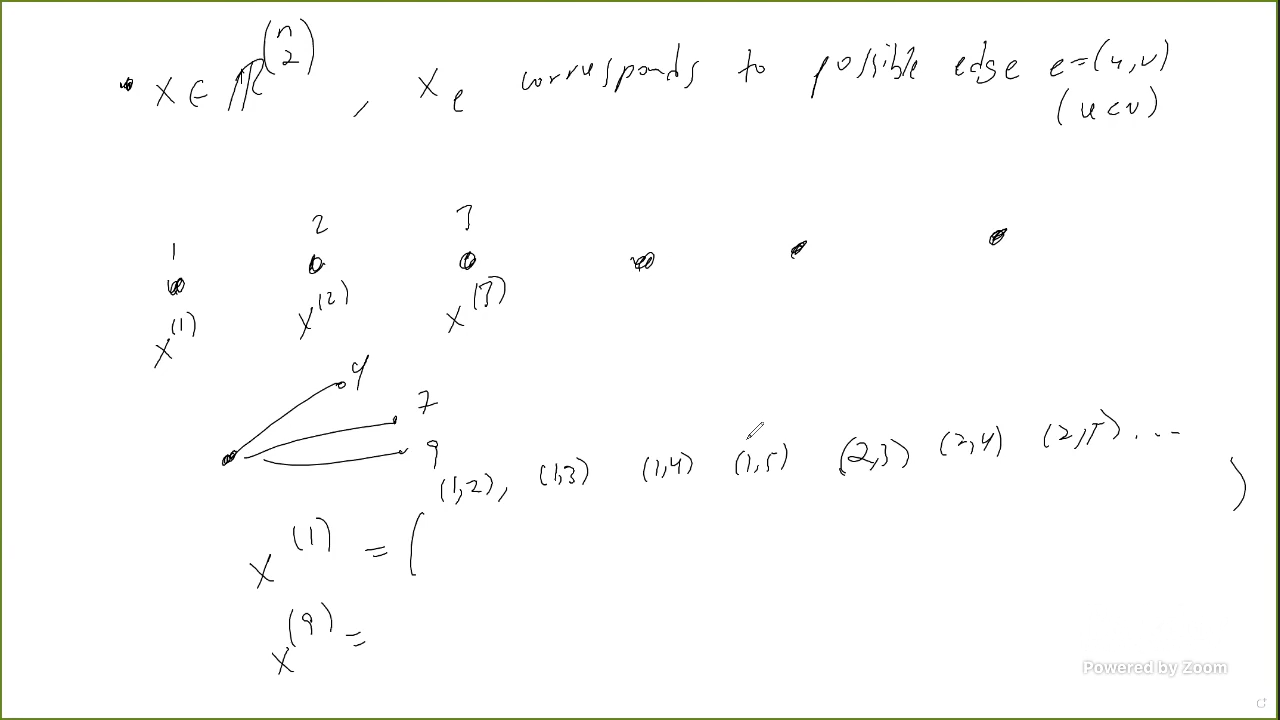 • x ∈ ℝ^(n 2), x_e corresponds to possible edge e=(u,v)
(u<v)
1 2 3
x^(1) x^(2) x^(3)
4
7
9
(1,2), (1,3) (1,4) (1,5) (2,3) (2,4) (2,5) ...
x^(1) = ( )
x^(9) =
Powered by Zoom